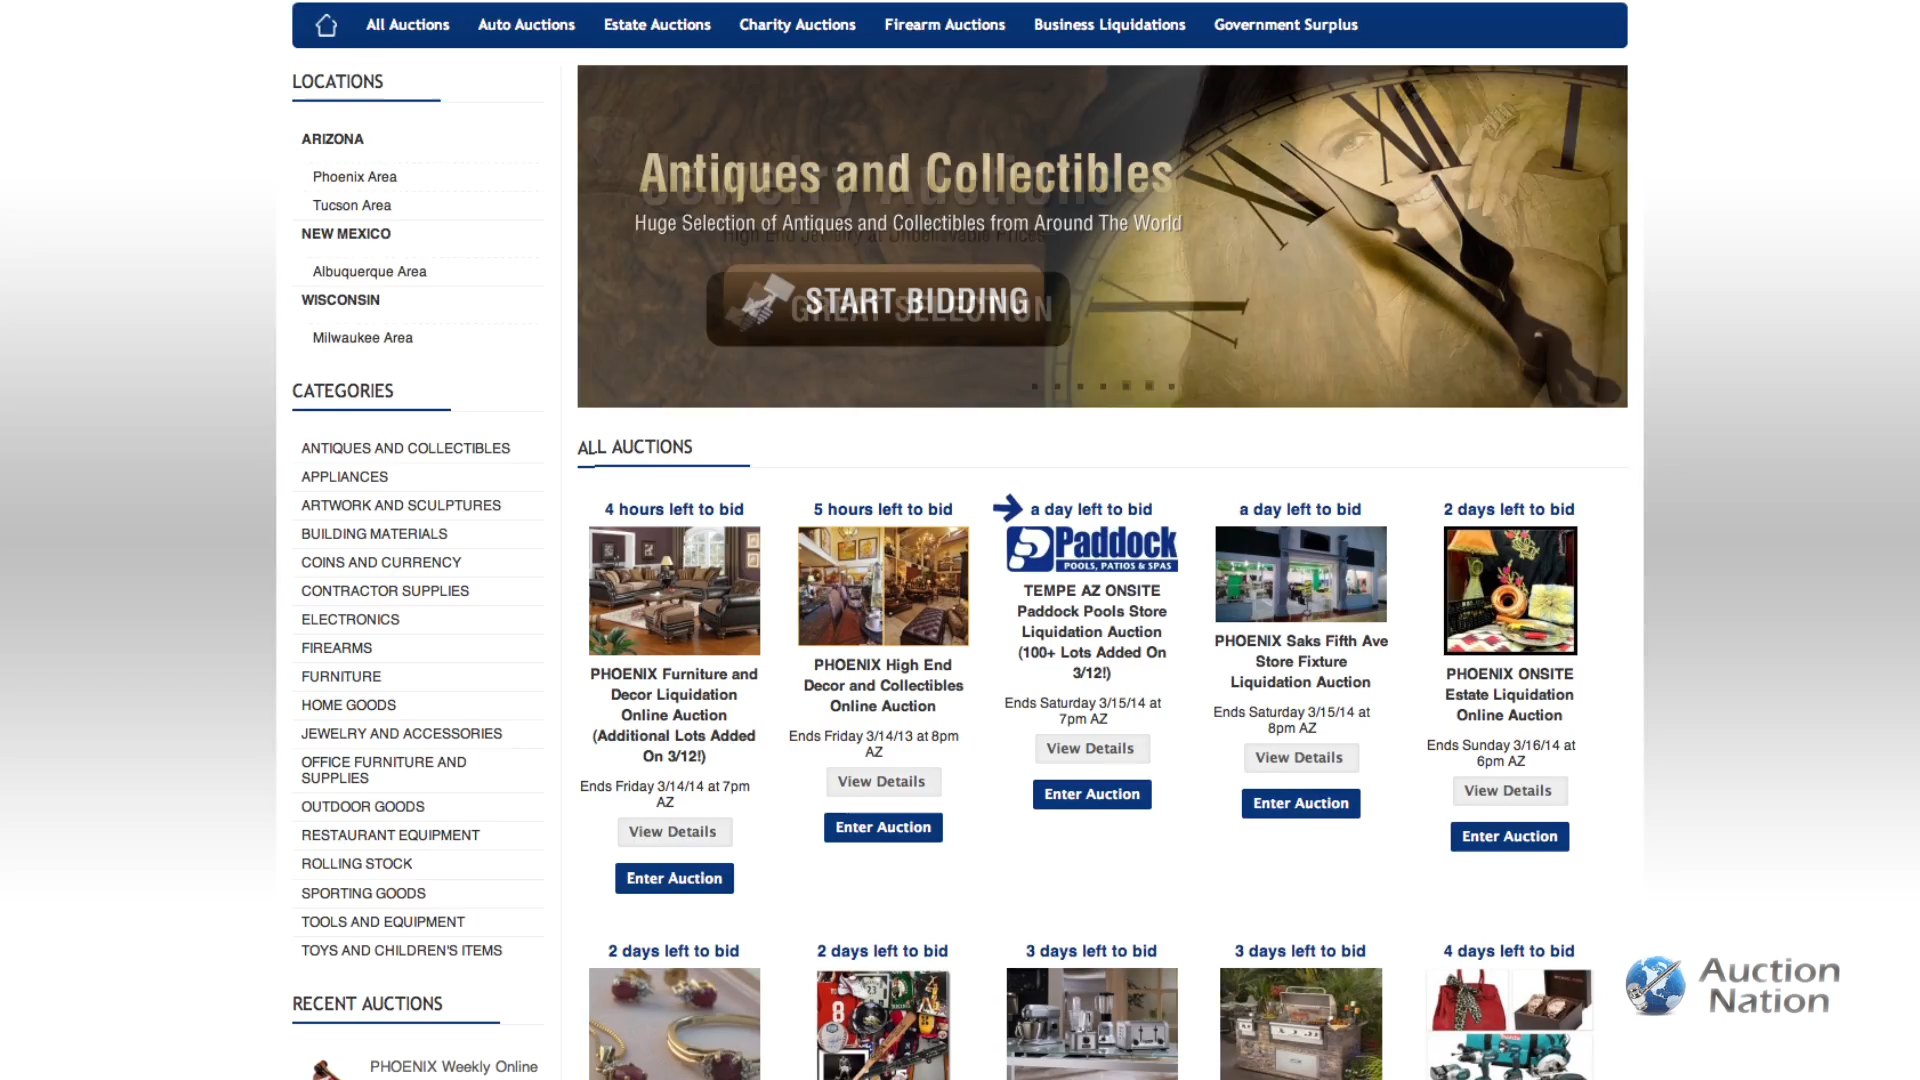 All Auctions Auto Auctions Estate Auctions Charity Auctions Firearm Auctions Business Liquidations Government Surplus
LOCATIONS
ARIZONA
Phoenix Area
Tucson Area
NEW MEXICO
Albuquerque Area
WISCONSIN
Milwaukee Area
CATEGORIES
ANTIQUES AND COLLECTIBLES
APPLIANCES
ARTWORK AND SCULPTURES
BUILDING MATERIALS
COINS AND CURRENCY
CONTRACTOR SUPPLIES
ELECTRONICS
FIREARMS
FURNITURE
HOME GOODS
JEWELRY AND ACCESSORIES
OFFICE FURNITURE AND
SUPPLIES
OUTDOOR GOODS
RESTAURANT EQUIPMENT
ROLLING STOCK
SPORTING GOODS
TOOLS AND EQUIPMENT
TOYS AND CHILDREN'S ITEMS
RECENT AUCTIONS
PHOENIX Weekly Online
Antiques and Collectibles
Jewelry Auctions
Huge Selection of Antiques and Collectibles from Around The World
High End Jewelry at Unbelievable Prices
START BIDDING
GREAT SELECTION
ALL AUCTIONS
4 hours left to bid
PHOENIX Furniture and
Decor Liquidation
Online Auction
(Additional Lots Added
On 3/12!)
Ends Friday 3/14/14 at 7pm
AZ
View Details
Enter Auction
5 hours left to bid
PHOENIX High End
Decor and Collectibles
Online Auction
Ends Friday 3/14/13 at 8pm
AZ
View Details
Enter Auction
a day left to bid
Paddock
POOLS, PATIOS & SPAS
TEMPE AZ ONSITE
Paddock Pools Store
Liquidation Auction
(100+ Lots Added On
3/12!)
Ends Saturday 3/15/14 at
7pm AZ
View Details
Enter Auction
a day left to bid
PHOENIX Saks Fifth Ave
Store Fixture
Liquidation Auction
Ends Saturday 3/15/14 at
8pm AZ
View Details
Enter Auction
2 days left to bid
PHOENIX ONSITE
Estate Liquidation
Online Auction
Ends Sunday 3/16/14 at
6pm AZ
View Details
Enter Auction
2 days left to bid
2 days left to bid
23
8
3 days left to bid
3 days left to bid
4 days left to bid
Auction
Nation